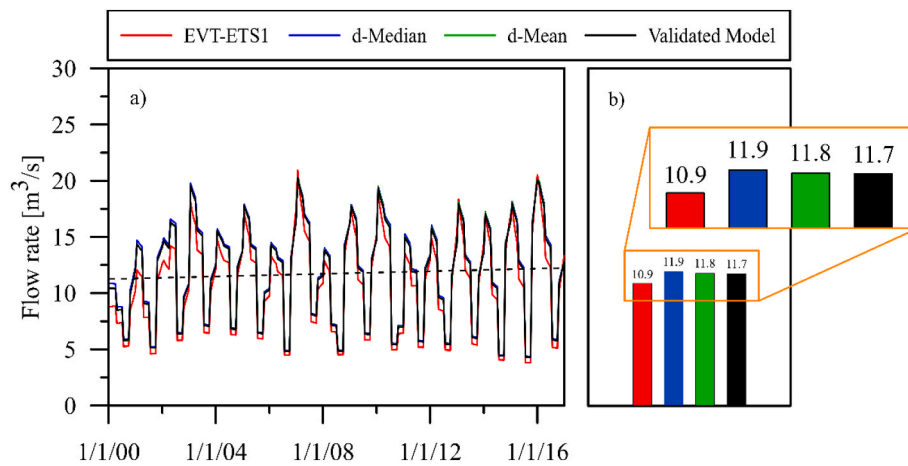 EVT-ETS1 d-Median d-Mean Validated Model
a)
b)
Flow rate [m³/s]
30
25
20
15
10
5
0
1/1/00 1/1/04 1/1/08 1/1/12 1/1/16
10.9 11.9 11.8 11.7
10.9 11.9 11.8 11.7